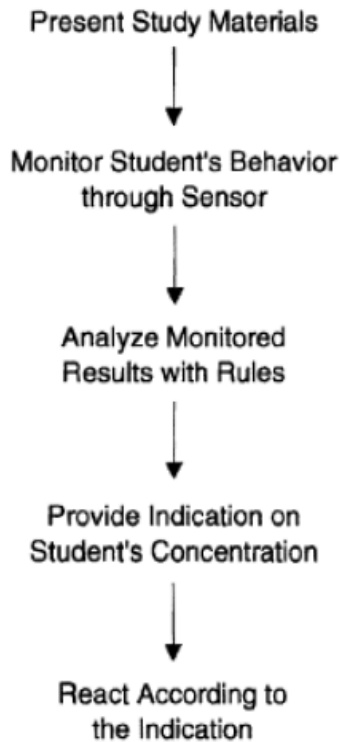 Present Study Materials
Monitor Student's Behavior
through Sensor
Analyze Monitored
Results with Rules
Provide Indication on
Student's Concentration
React According to
the Indication